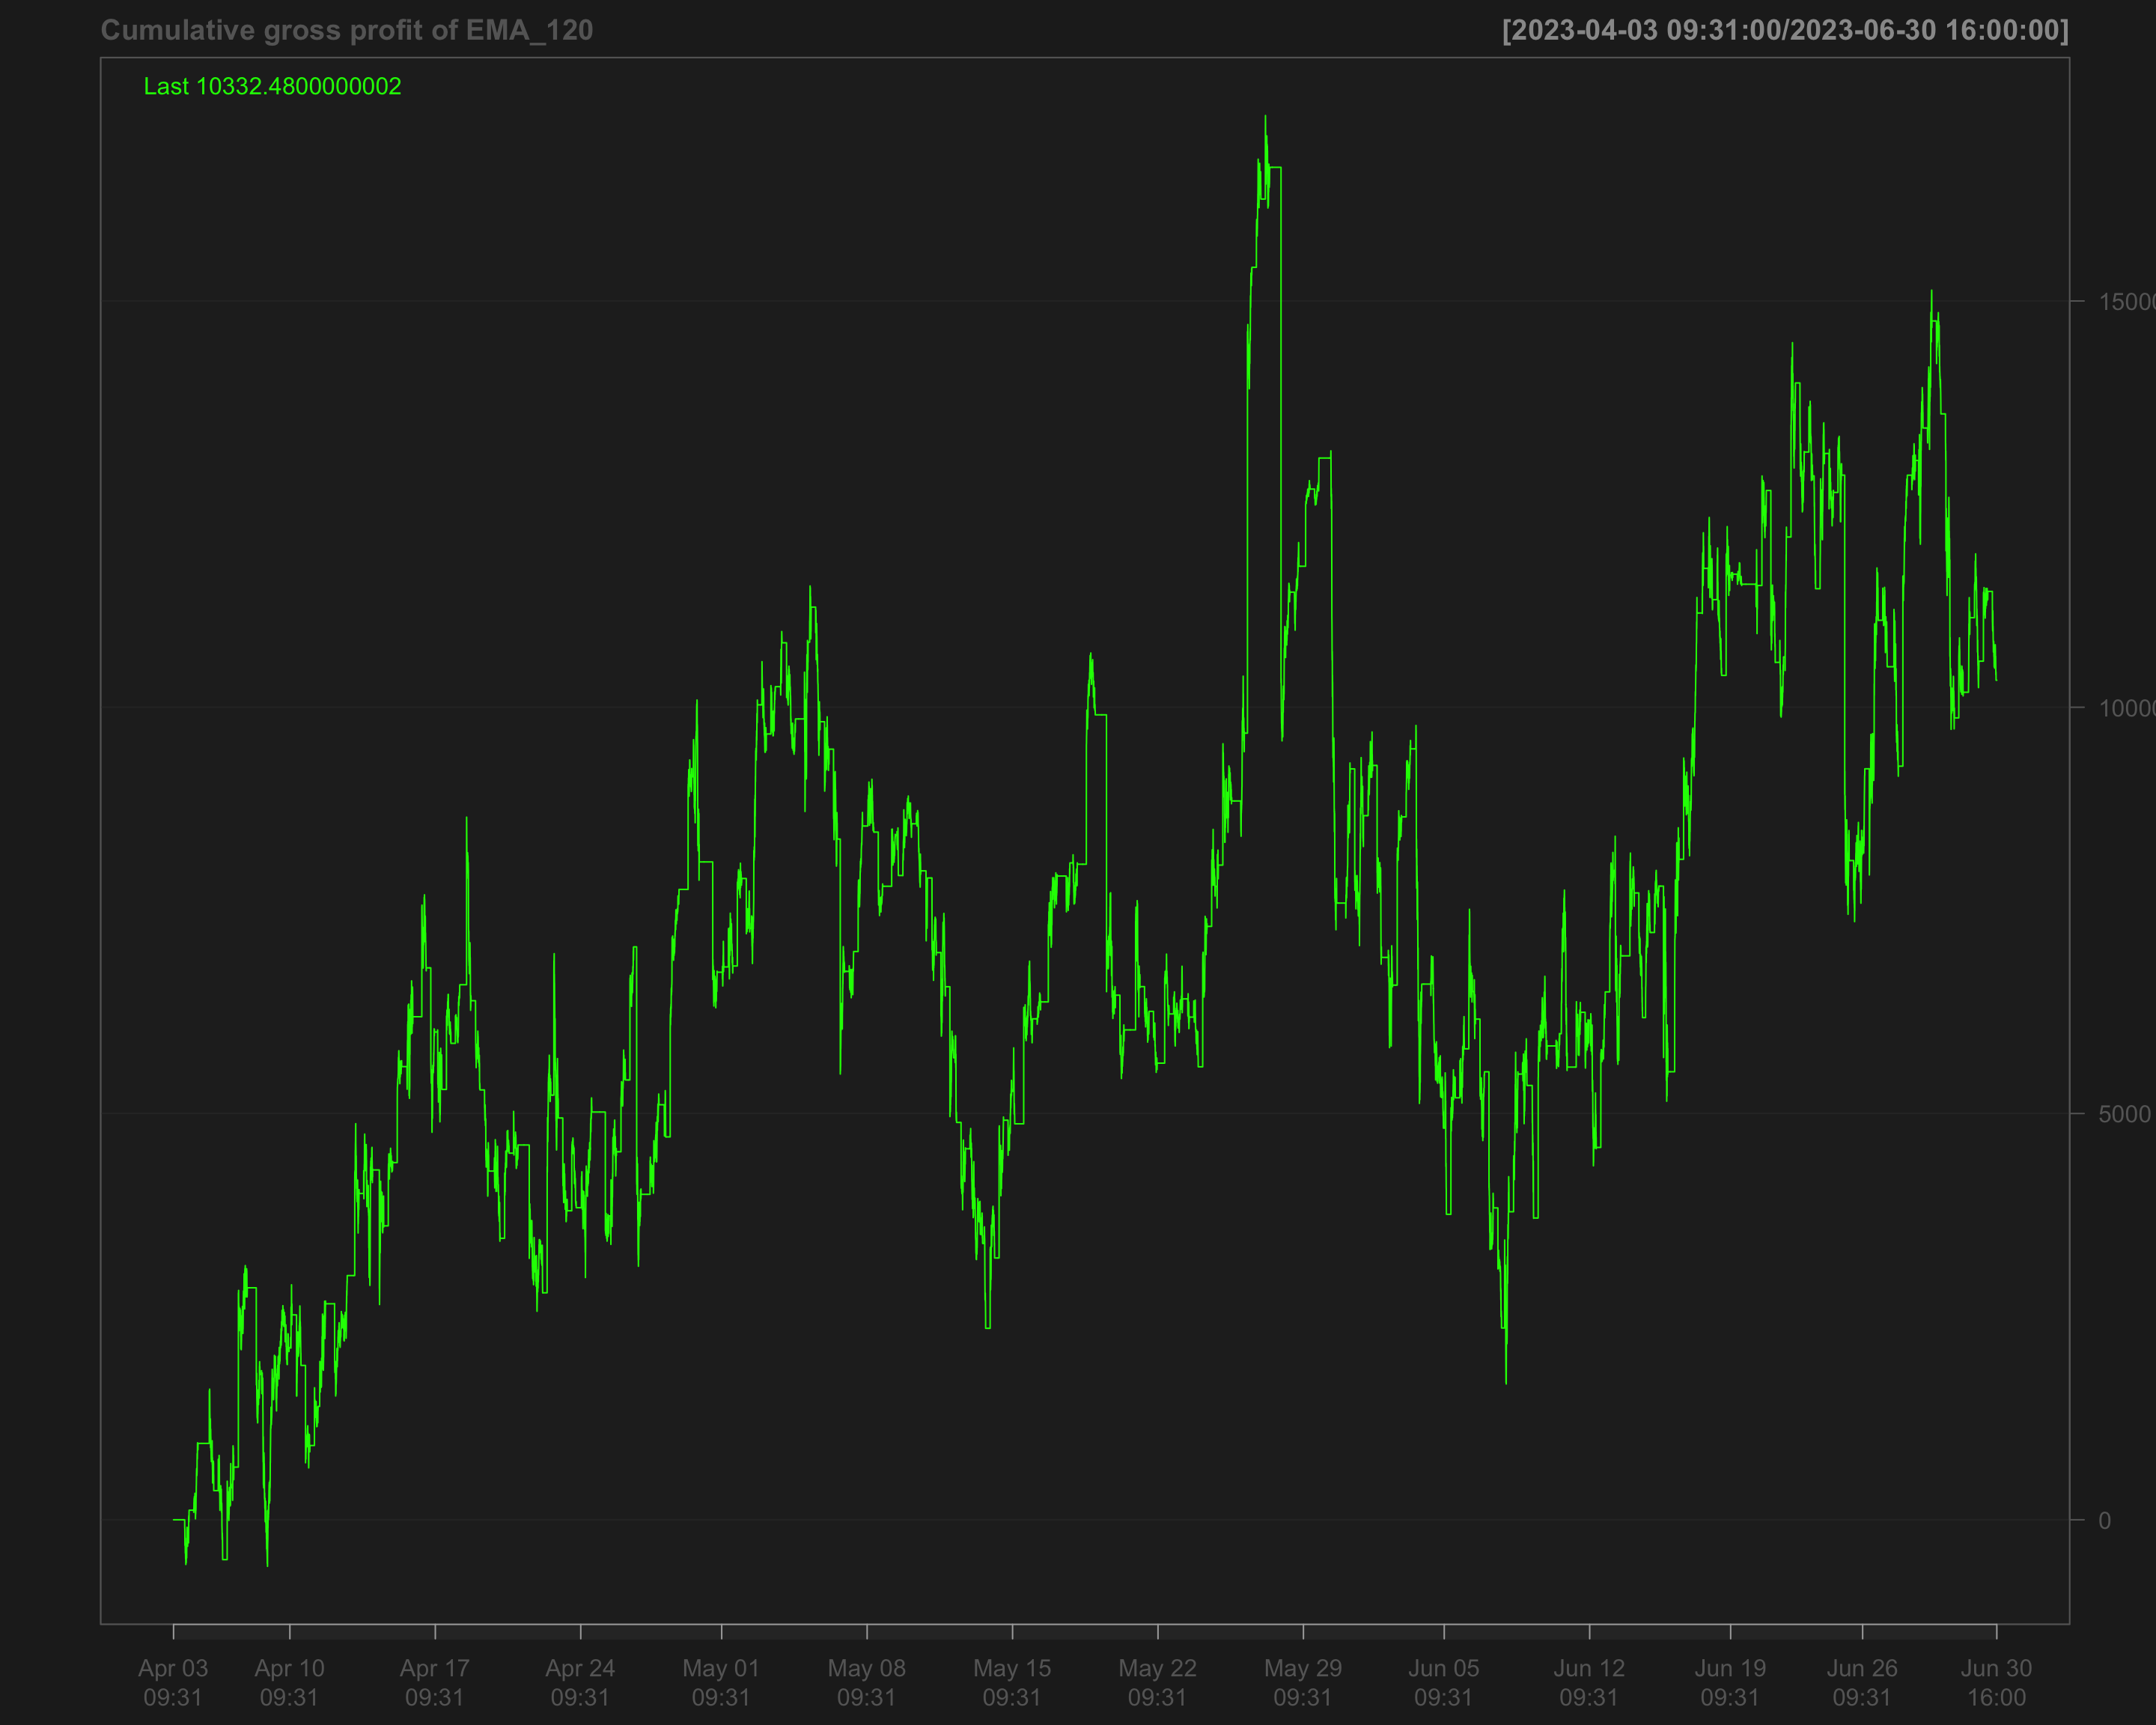 Cumulative gross profit of EMA_120 [2023-04-03 09:31:00/2023-06-30 16:00:00]
Last 10332.4800000002
15000
10000
5000
0
Apr 03 Apr 10 Apr 17 Apr 24 May 01 May 08 May 15 May 22 May 29 Jun 05 Jun 12 Jun 19 Jun 26 Jun 30
09:31 09:31 09:31 09:31 09:31 09:31 09:31 09:31 09:31 09:31 09:31 09:31 09:31 16:00